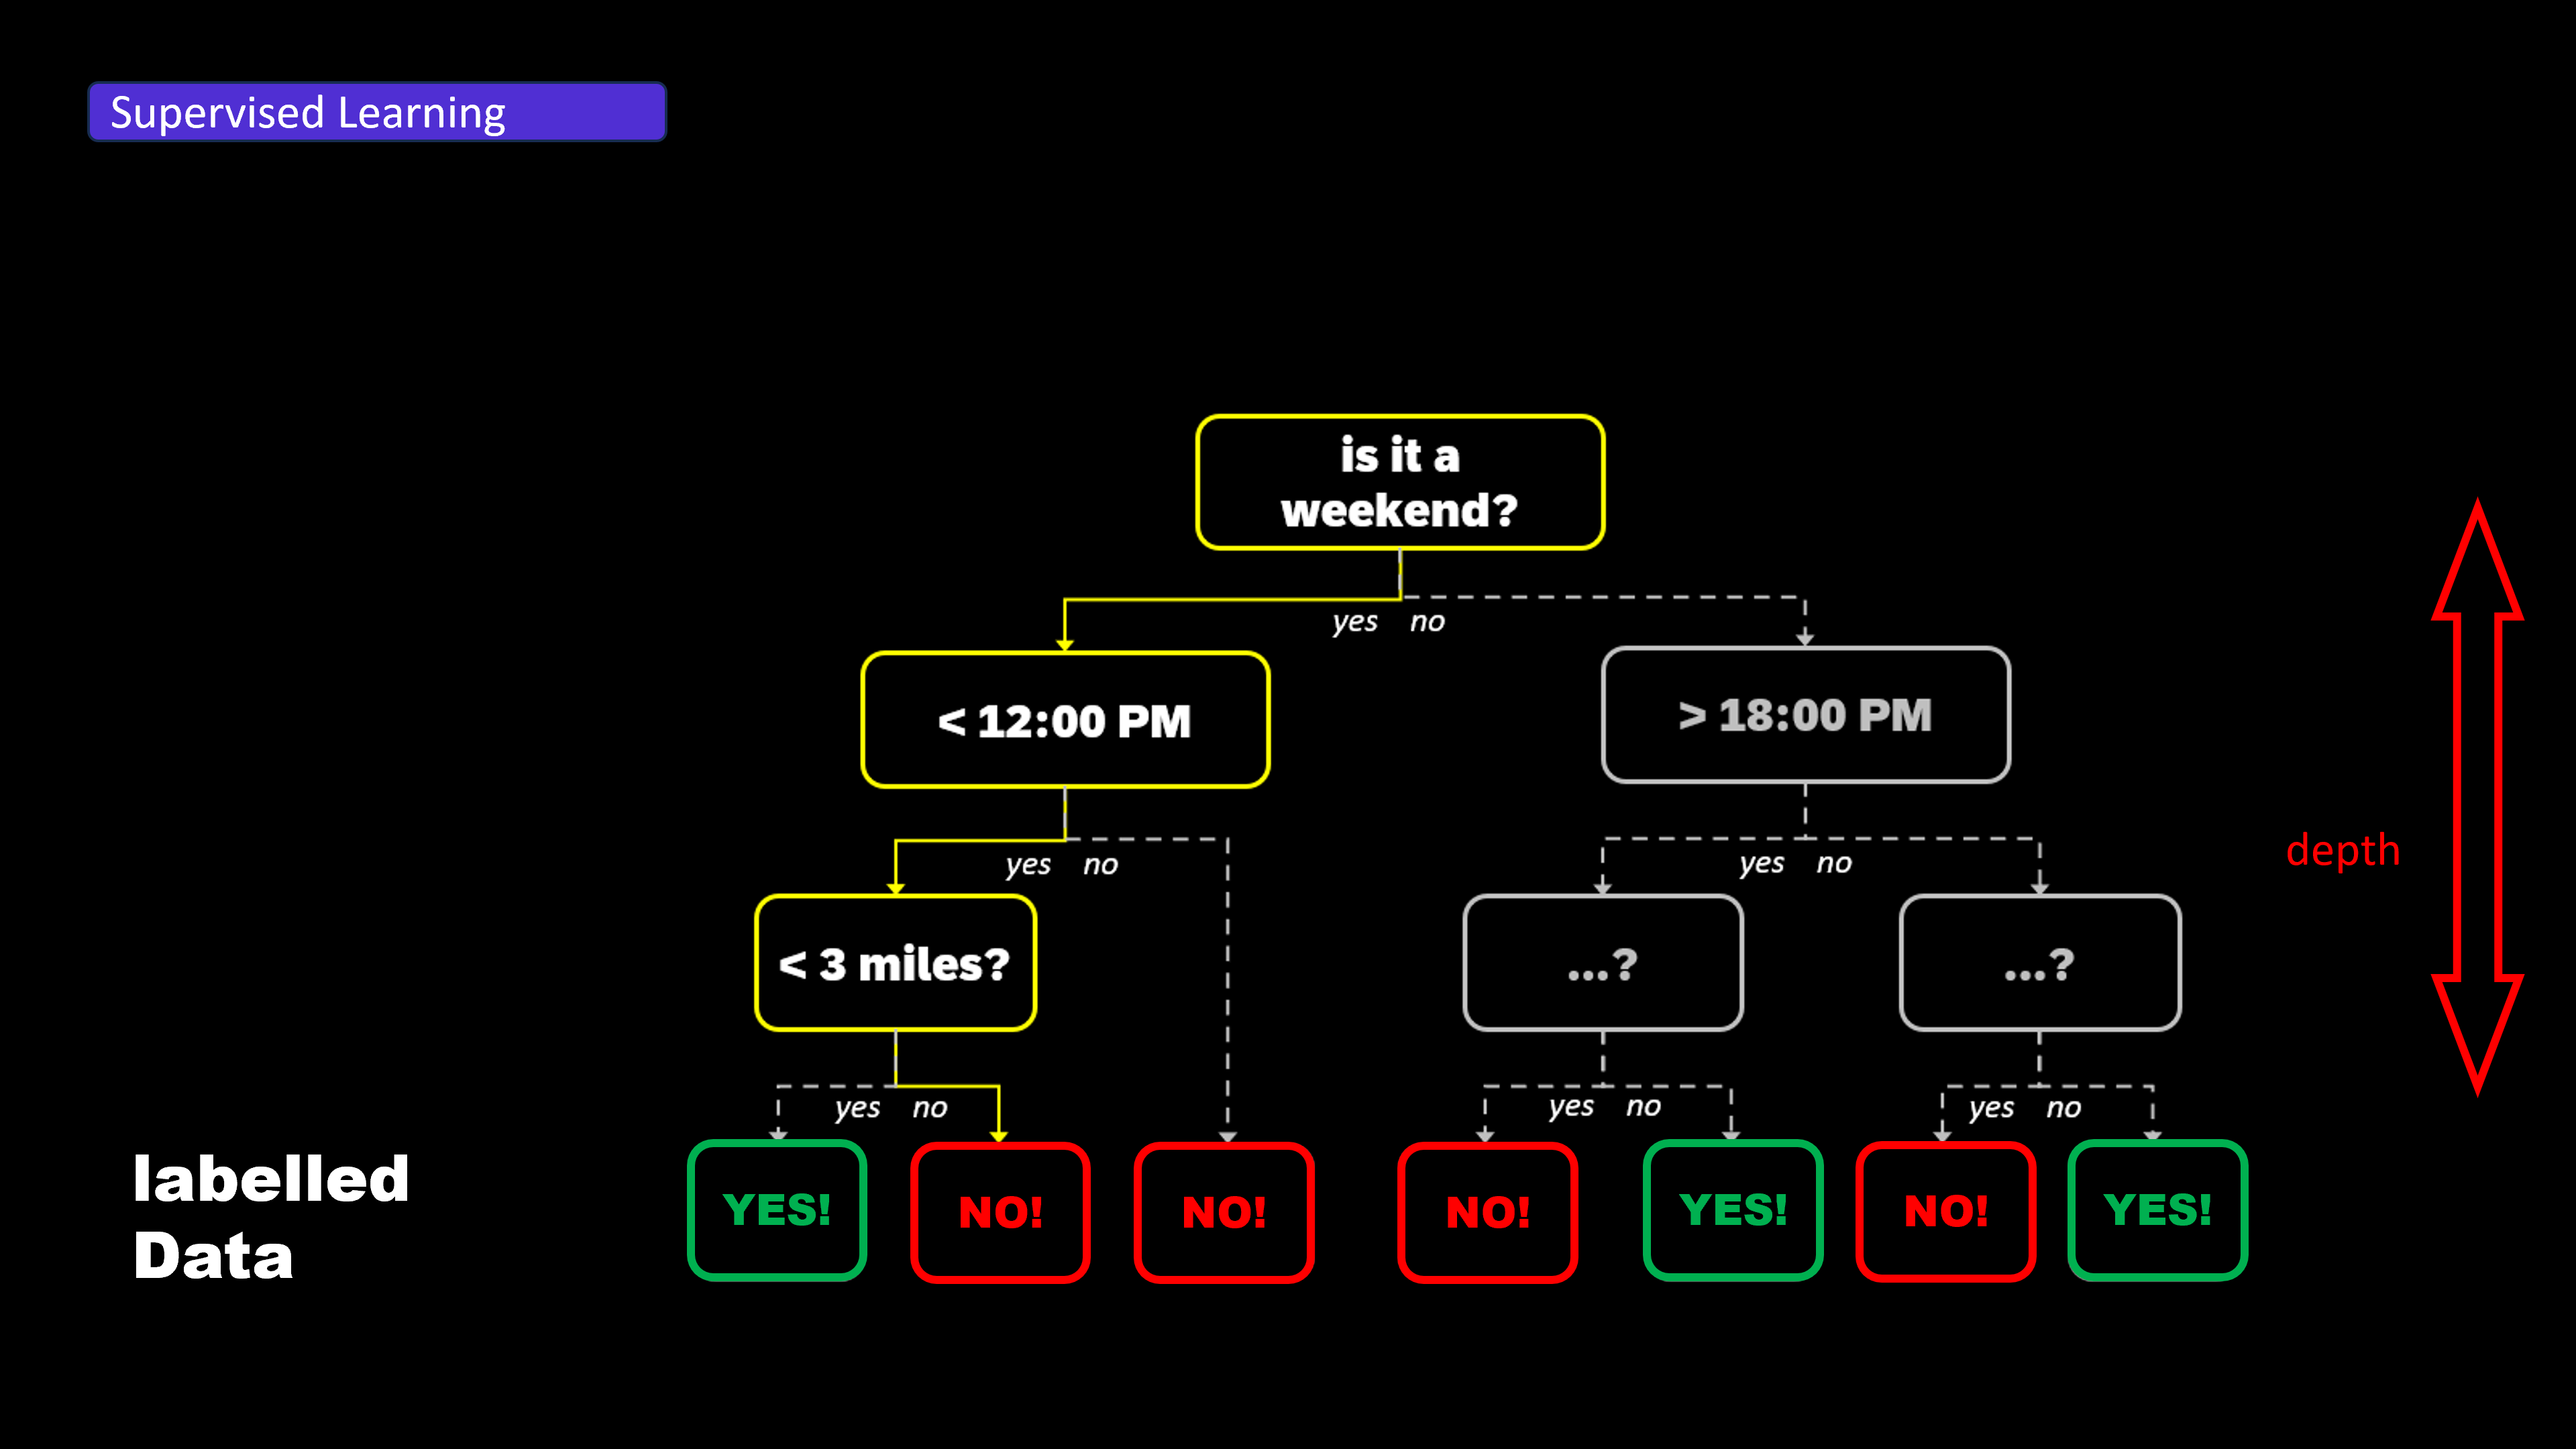 Supervised Learning
is it a
weekend?
yes no
< 12:00 PM
> 18:00 PM
yes no
yes no
depth
< 3 miles?
...?
...?
yes no
yes no
yes no
labelled
Data
YES!
NO!
NO!
NO!
YES!
NO!
YES!